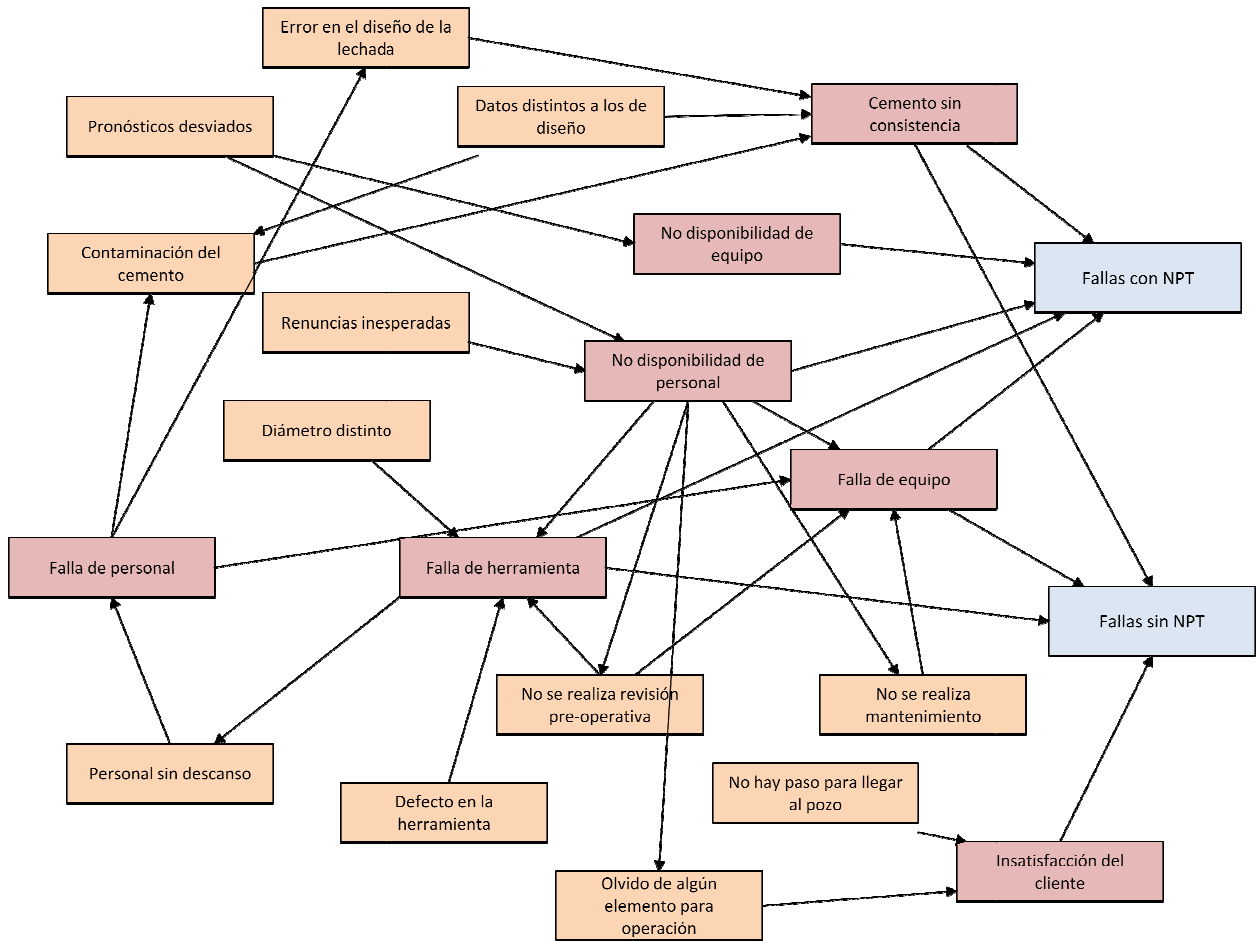 Error en el diseño de la
lechada
Pronósticos desviados
Datos distintos a los de
diseño
Cemento sin
consistencia
Contaminación del
cemento
No disponibilidad de
equipo
Fallas con NPT
Renuncias inesperadas
No disponibilidad de
personal
Diámetro distinto
Falla de equipo
Falla de personal
Falla de herramienta
Fallas sin NPT
No se realiza revisión
pre-operativa
No se realiza
mantenimiento
Personal sin descanso
Defecto en la
herramienta
No hay paso para llegar
al pozo
Insatisfacción del
cliente
Olvido de algún
elemento para
operación